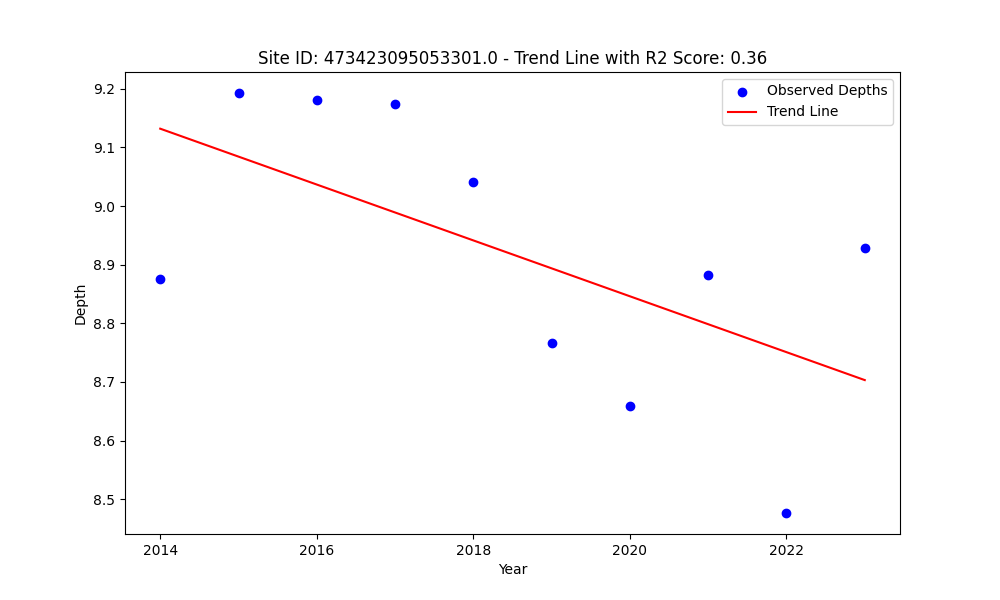 Site ID: 473423095053301.0 - Trend Line with R2 Score: 0.36
Observed Depths
Trend Line
9.2
9.1
9.0
8.9
8.8
8.7
8.6
8.5
Depth
2014
2016
2018
2020
2022
Year